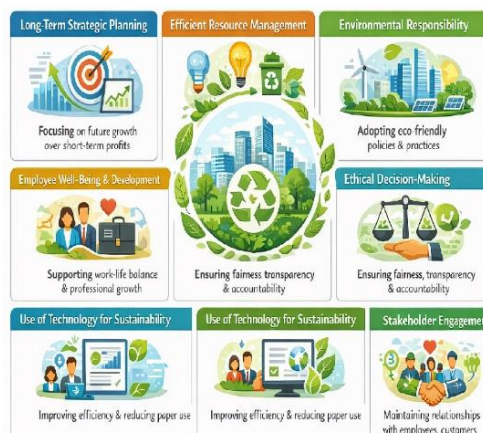 Long-Term Strategic Planning
Focusing on future growth
over short-term profits
Efficient Resource Management
Ensuring fairness transparency
& accountability
Environmental Responsibility
Adopting eco-friendly
policies & practices
Employee Well-Being & Development
Supporting work-life balance
& professional growth
Ethical Decision-Making
Ensuring fairness, transparency
& accountability
Use of Technology for Sustainability
Improving efficiency & reducing paper use
Use of Technology for Sustainability
Improving efficiency & reducing paper use
Stakeholder Engagemen
Maintaining relationships
with employees, customers